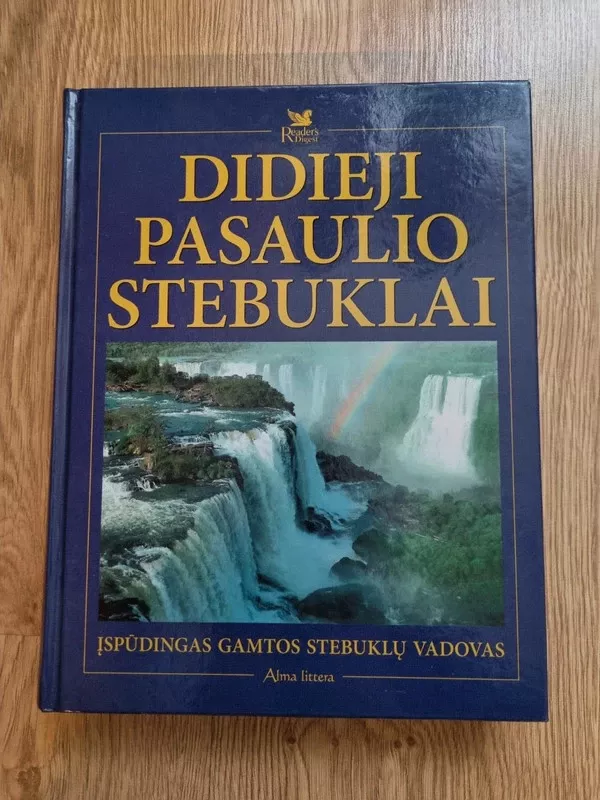 Reader's
Digest
DIDIEJI
PASAULIO
STEBUKLAI
ĮSPŪDINGAS GAMTOS STEBUKLŲ VADOVAS
Alma littera